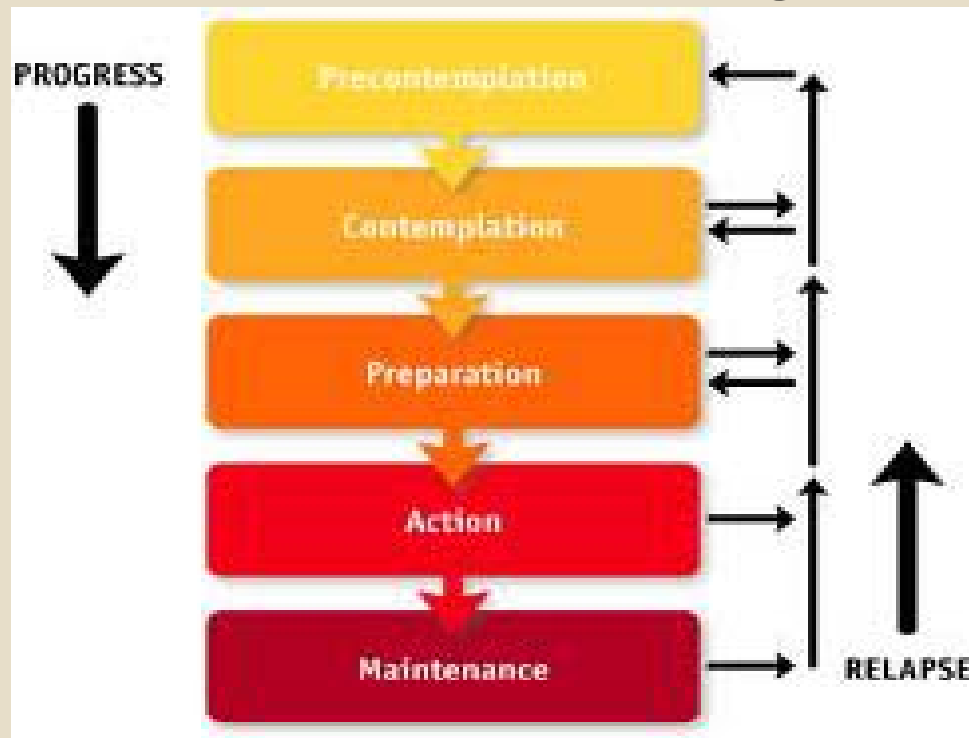 PROGRESS
Precontemplation
Contemplation
Preparation
Action
Maintenance
RELAPSE